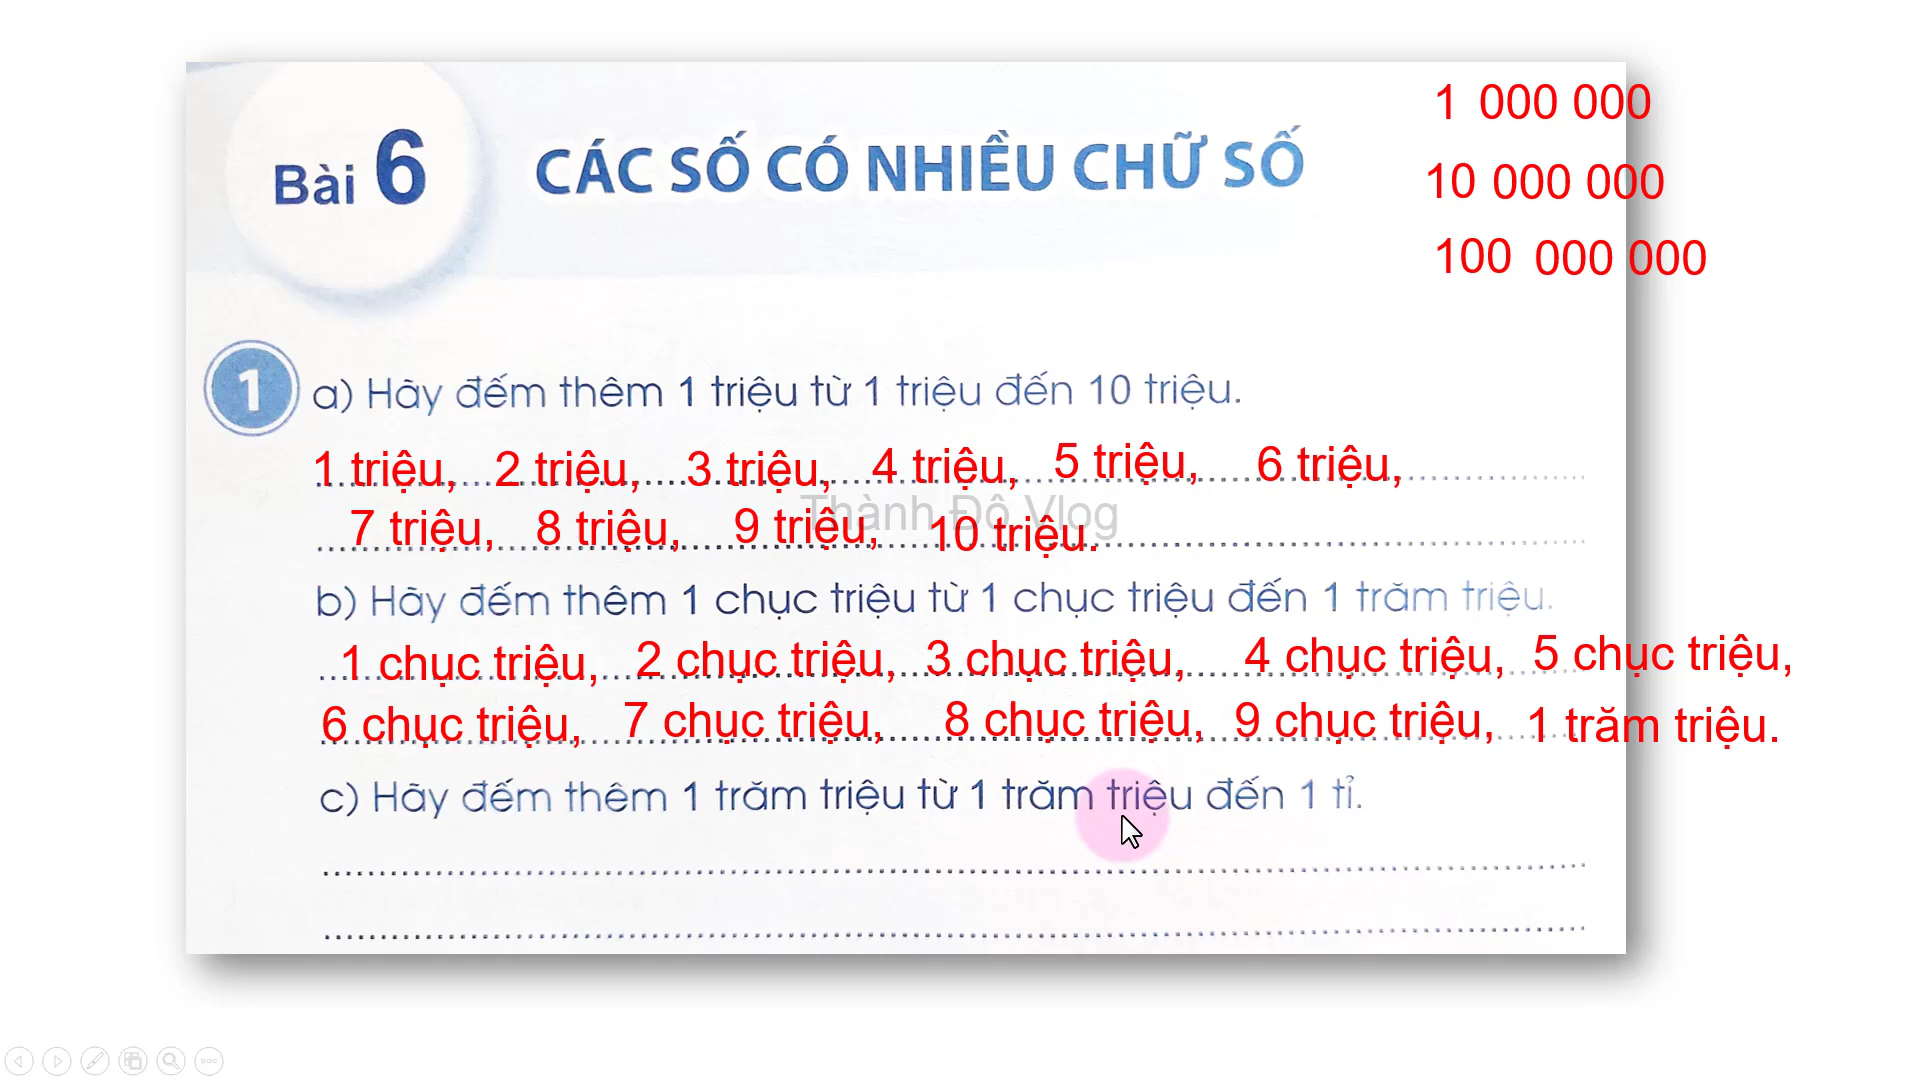 1 000 000
Bài 6 CÁC SỐ CÓ NHIỀU CHỮ SỐ
10 000 000
100 000 000
1 a) Hãy đếm thêm 1 triệu từ 1 triệu đến 10 triệu.
1 triệu, 2 triệu, 3 triệu, 4 triệu, 5 triệu, 6 triệu,
Thành Đô Vlog
7 triệu, 8 triệu, 9 triệu, 10 triệu.
b) Hãy đếm thêm 1 chục triệu từ 1 chục triệu đến 1 trăm triệu.
1 chục triệu, 2 chục triệu, 3 chục triệu, 4 chục triệu, 5 chục triệu,
6 chục triệu, 7 chục triệu, 8 chục triệu, 9 chục triệu, 1 trăm triệu.
c) Hãy đếm thêm 1 trăm triệu từ 1 trăm triệu đến 1 tỉ.